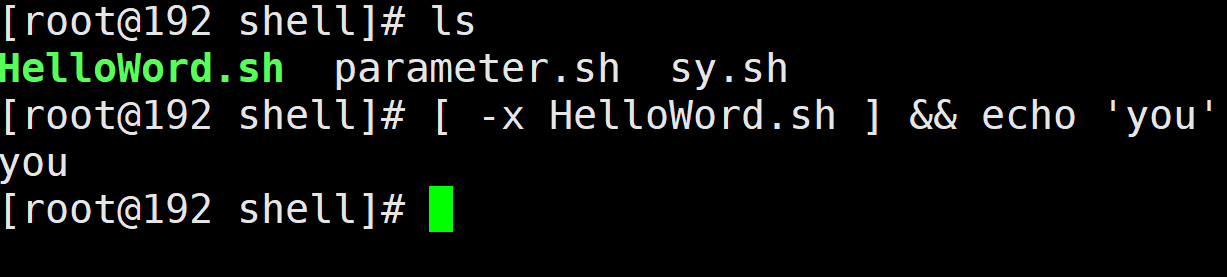 [root@192 shell]# ls
HelloWord.sh  parameter.sh  sy.sh
[root@192 shell]# [ -x HelloWord.sh ] && echo 'you'
you
[root@192 shell]#